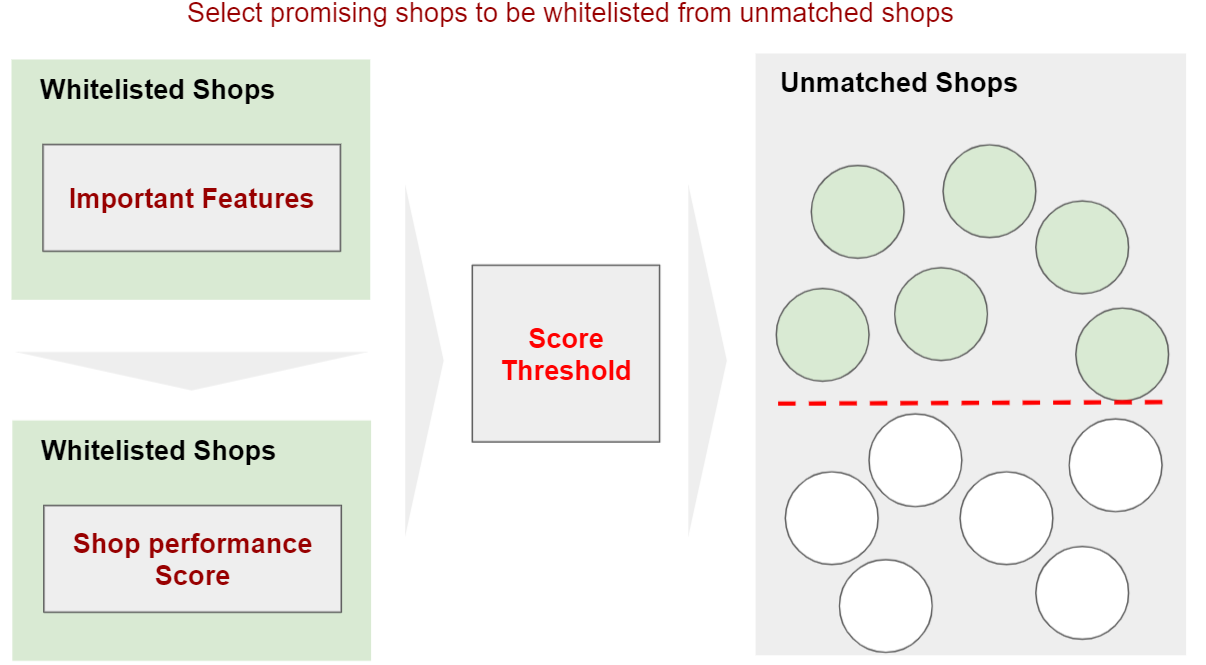 Select promising shops to be whitelisted from unmatched shops
Whitelisted Shops
Important Features
Whitelisted Shops
Shop performance
Score
Score
Threshold
Unmatched Shops